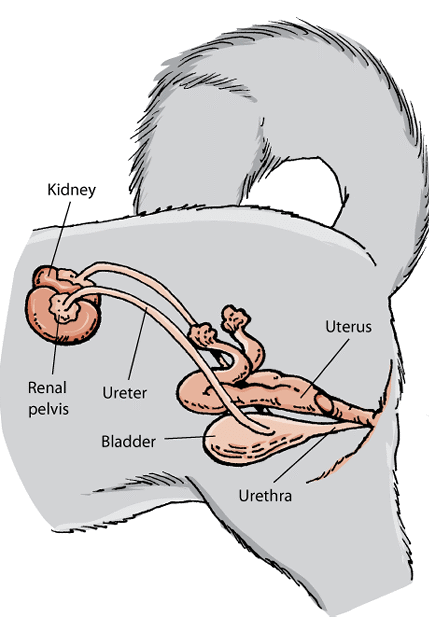 Kidney
Uterus
Renal
pelvis
Ureter
Bladder
Urethra